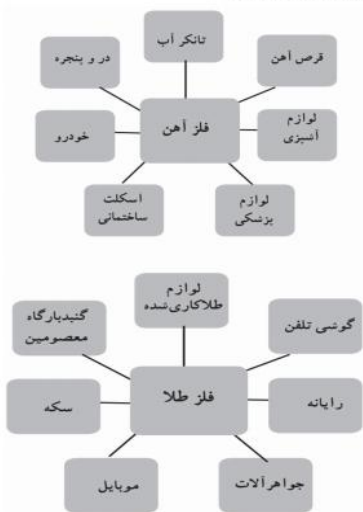 تانکر آب
قرص آهن
در و پنجره
فلز آهن
لوازم
آشپزی
خودرو
لوازم
پزشکی
اسکلت
ساختمانی
لوازم
طلاکاری‌شده
گوشی تلفن
گنبدبارگاه
معصومین
فلز طلا
رایانه
سکه
جواهرآلات
موبایل